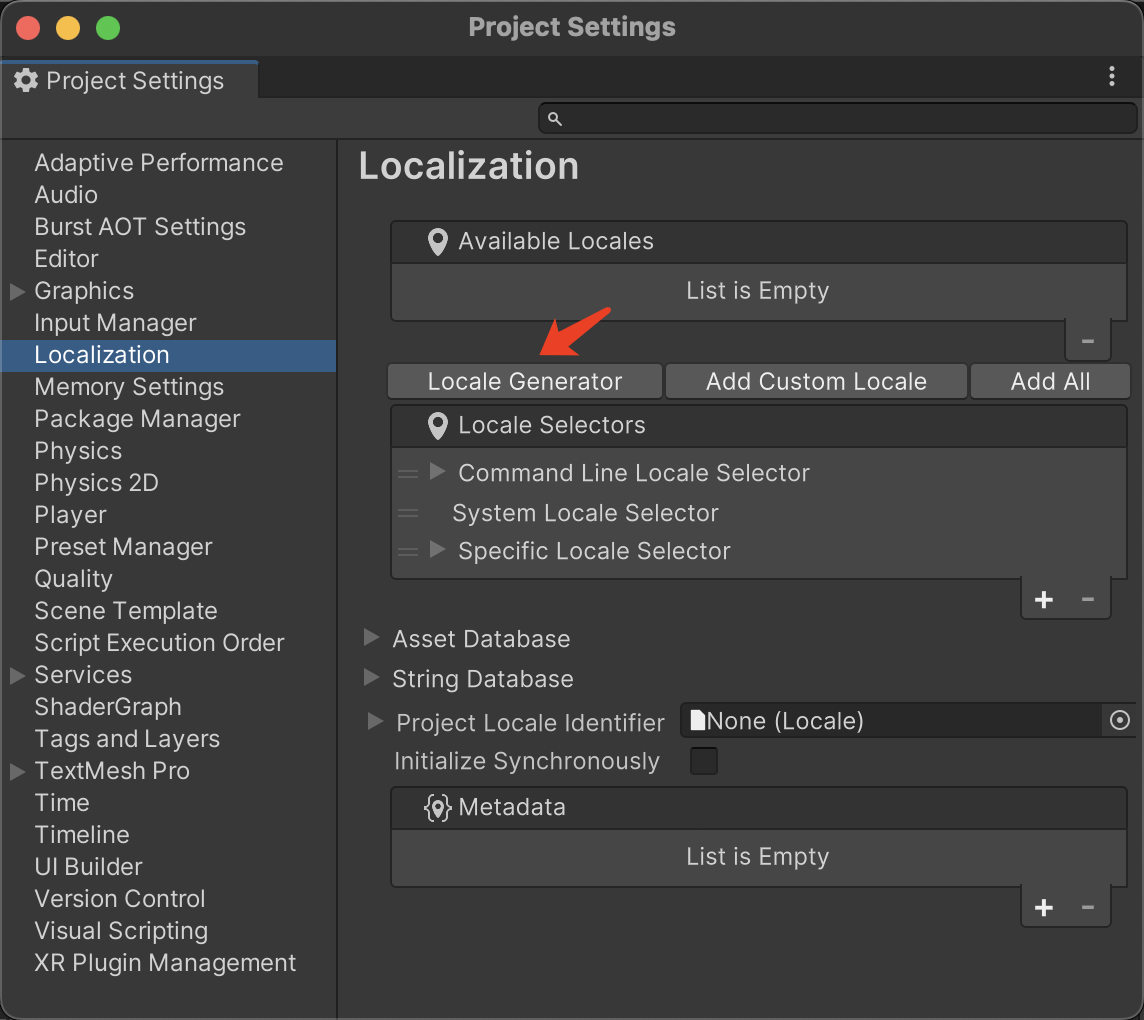 Project Settings
Project Settings
Adaptive Performance
Audio
Burst AOT Settings
Editor
Graphics
Input Manager
Localization
Memory Settings
Package Manager
Physics
Physics 2D
Player
Preset Manager
Quality
Scene Template
Script Execution Order
Services
ShaderGraph
Tags and Layers
TextMesh Pro
Time
Timeline
UI Builder
Version Control
Visual Scripting
XR Plugin Management
Localization
Available Locales
List is Empty
Locale Generator Add Custom Locale Add All
Locale Selectors
Command Line Locale Selector
System Locale Selector
Specific Locale Selector
Asset Database
String Database
Project Locale Identifier None (Locale)
Initialize Synchronously
Metadata
List is Empty